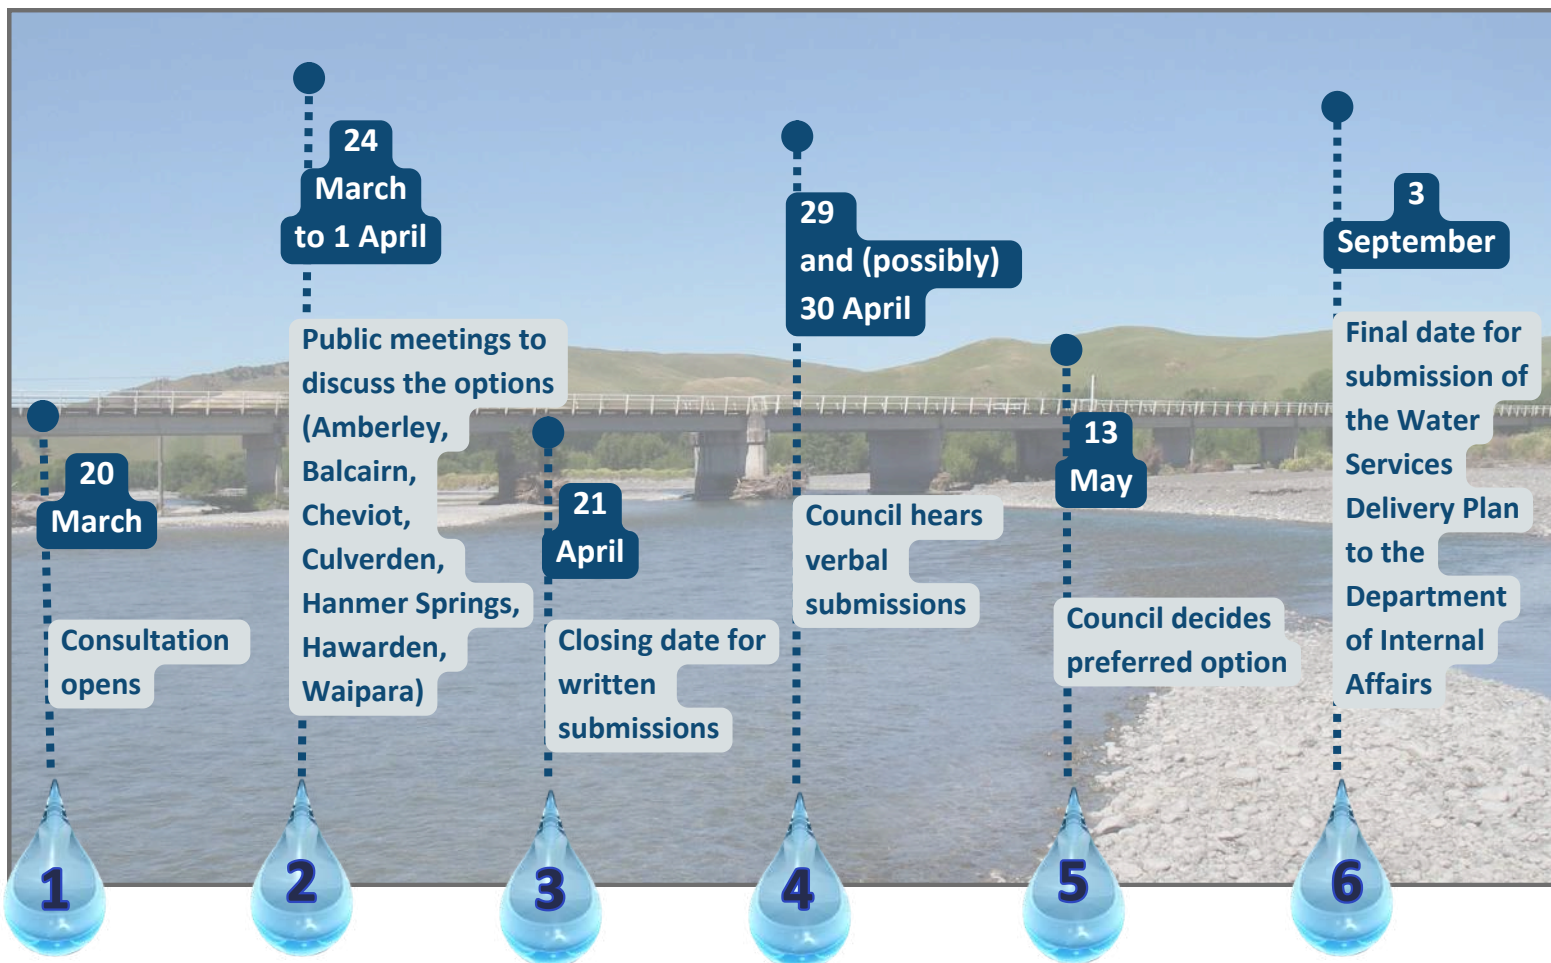 20
March
Consultation
opens
1
24
March
to 1 April
Public meetings to
discuss the options
(Amberley,
Balcairn,
Cheviot,
Culverden,
Hanmer Springs,
Hawarden,
Waipara)
2
21
April
Closing date for
written
submissions
3
29
and (possibly)
30 April
Council hears
verbal
submissions
4
13
May
Council decides
preferred option
5
3
September
Final date for
submission of
the Water
Services
Delivery Plan
to the
Department
of Internal
Affairs
6